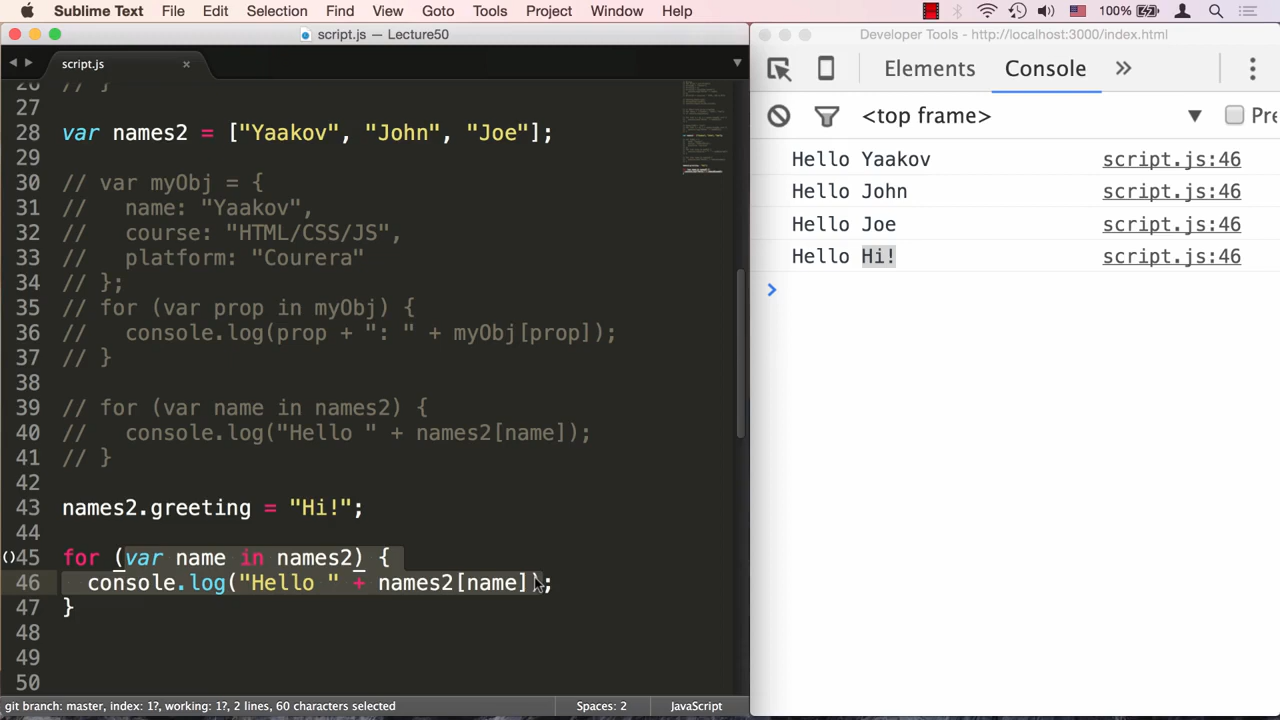 Sublime Text File Edit Selection Find View Goto Tools Project Window Help 100%
script.js — Lecture50
script.js
26 // }
27
28 var names2 = ["Yaakov", "John", "Joe"];
29
30 // var myObj = {
31 //   name: "Yaakov",
32 //   course: "HTML/CSS/JS",
33 //   platform: "Courera"
34 // };
35 // for (var prop in myObj) {
36 //   console.log(prop + ": " + myObj[prop]);
37 // }
38
39 // for (var name in names2) {
40 //   console.log("Hello " + names2[name]);
41 // }
42
43 names2.greeting = "Hi!";
44
45 for (var name in names2) {
46   console.log("Hello " + names2[name]);
47 }
48
49
50
git branch: master, index: 1?, working: 1?, 2 lines, 60 characters selected Spaces: 2 JavaScript
Developer Tools - http://localhost:3000/index.html
Elements Console
<top frame> Pre
Hello Yaakov script.js:46
Hello John script.js:46
Hello Joe script.js:46
Hello Hi! script.js:46